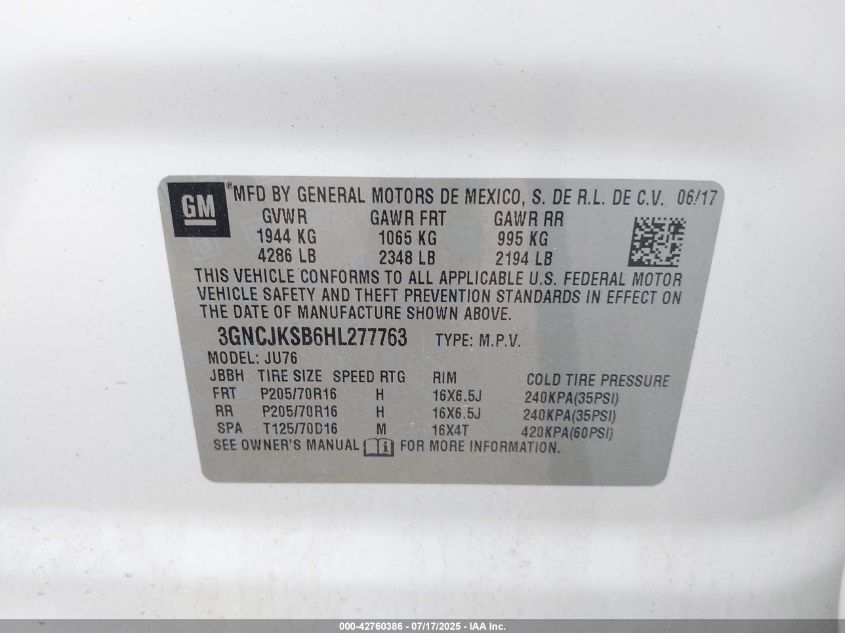 GM ® MFD BY GENERAL MOTORS DE MEXICO, S. DE R.L. DE C.V. 06/17
GVWR GAWR FRT GAWR RR
1944 KG 1065 KG 995 KG
4286 LB 2348 LB 2194 LB
THIS VEHICLE CONFORMS TO ALL APPLICABLE U.S. FEDERAL MOTOR
VEHICLE SAFETY AND THEFT PREVENTION STANDARDS IN EFFECT ON
THE DATE OF MANUFACTURE SHOWN ABOVE.
3GNCJKSB6HL277763 TYPE: M.P.V.
MODEL: JU76
JBBH TIRE SIZE SPEED RTG RIM COLD TIRE PRESSURE
FRT P205/70R16 H 16X6.5J 240KPA(35PSI)
RR P205/70R16 H 16X6.5J 240KPA(35PSI)
SPA T125/70D16 M 16X4T 420KPA(60PSI)
SEE OWNER'S MANUAL FOR MORE INFORMATION.
000-42760386 - 07/17/2025 - IAA Inc.